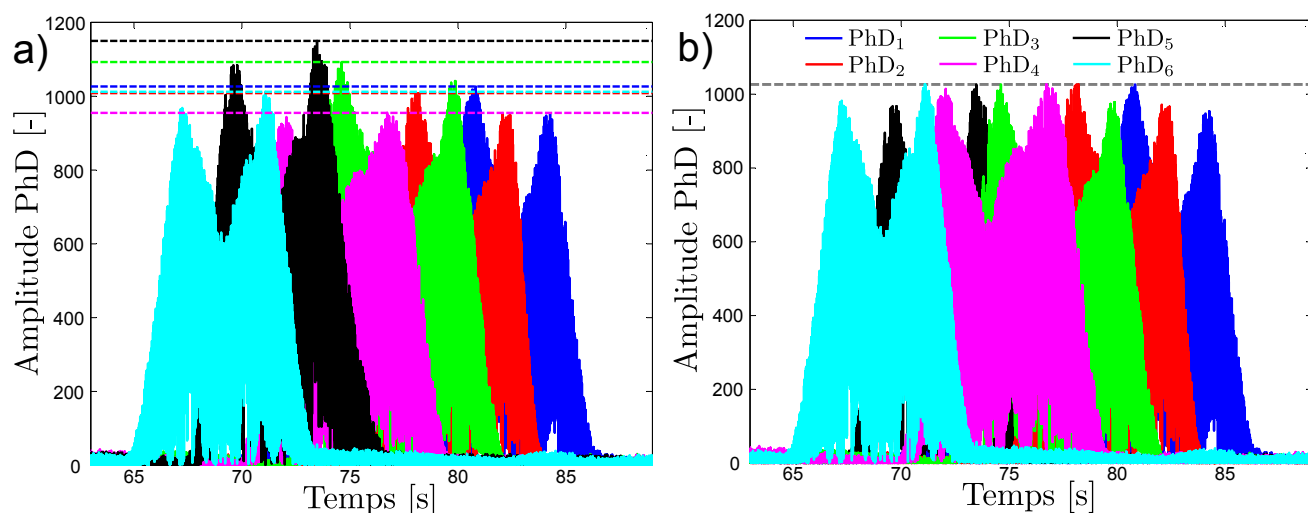 a)
Amplitude PhD [-]
1200
1000
800
600
400
200
0
65 70 75 80 85
Temps [s]
b)
Amplitude PhD [-]
PhD₁ PhD₃ PhD₅
PhD₂ PhD₄ PhD₆
1200
1000
800
600
400
200
0
65 70 75 80 85
Temps [s]